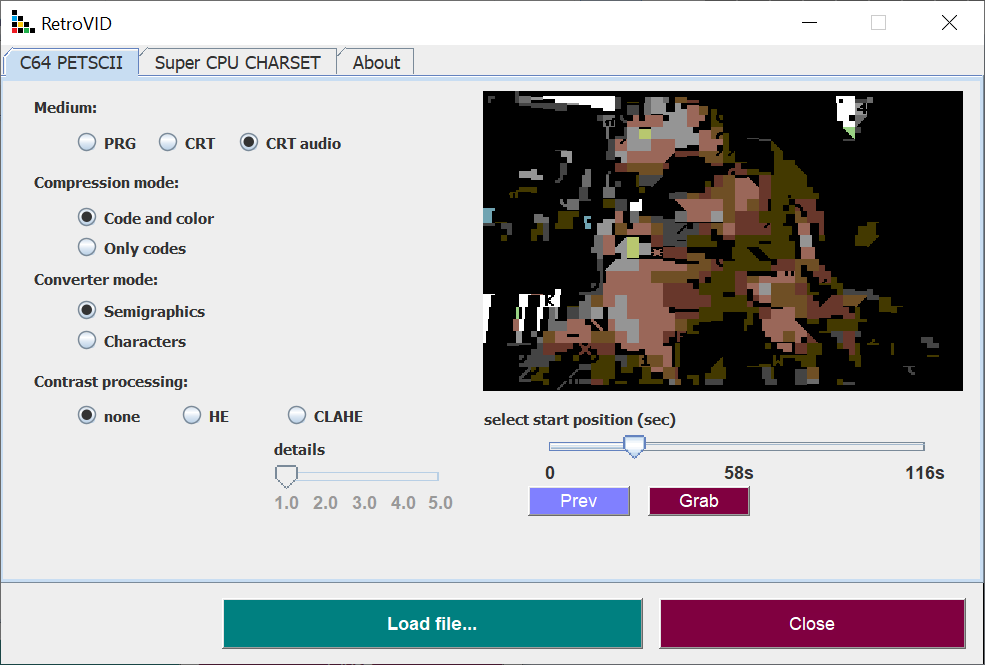 RetroVID
C64 PETSCII Super CPU CHARSET About
Medium:
PRG CRT CRT audio
Compression mode:
Code and color
Only codes
Converter mode:
Semigraphics
Characters
Contrast processing:
none HE CLAHE
details
1.0 2.0 3.0 4.0 5.0
select start position (sec)
0 58s 116s
Prev Grab
Load file... Close